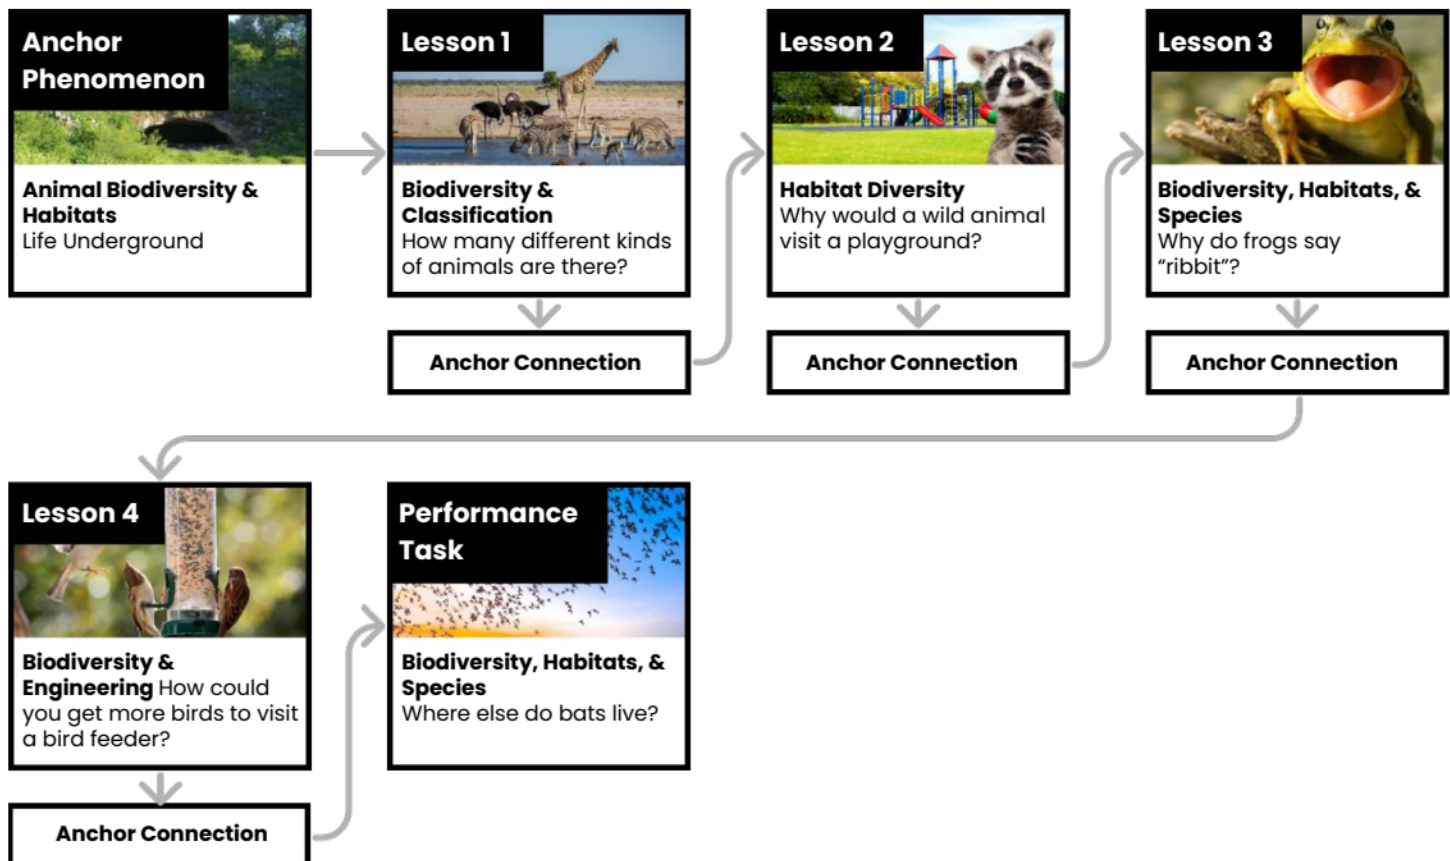 Anchor
Phenomenon
Animal Biodiversity &
Habitats
Life Underground
Lesson 1
Biodiversity &
Classification
How many different kinds
of animals are there?
Anchor Connection
Lesson 2
Habitat Diversity
Why would a wild animal
visit a playground?
Anchor Connection
Lesson 3
Biodiversity, Habitats, &
Species
Why do frogs say
“ribbit”?
Anchor Connection
Lesson 4
Biodiversity &
Engineering How could
you get more birds to visit
a bird feeder?
Anchor Connection
Performance
Task
Biodiversity, Habitats, &
Species
Where else do bats live?